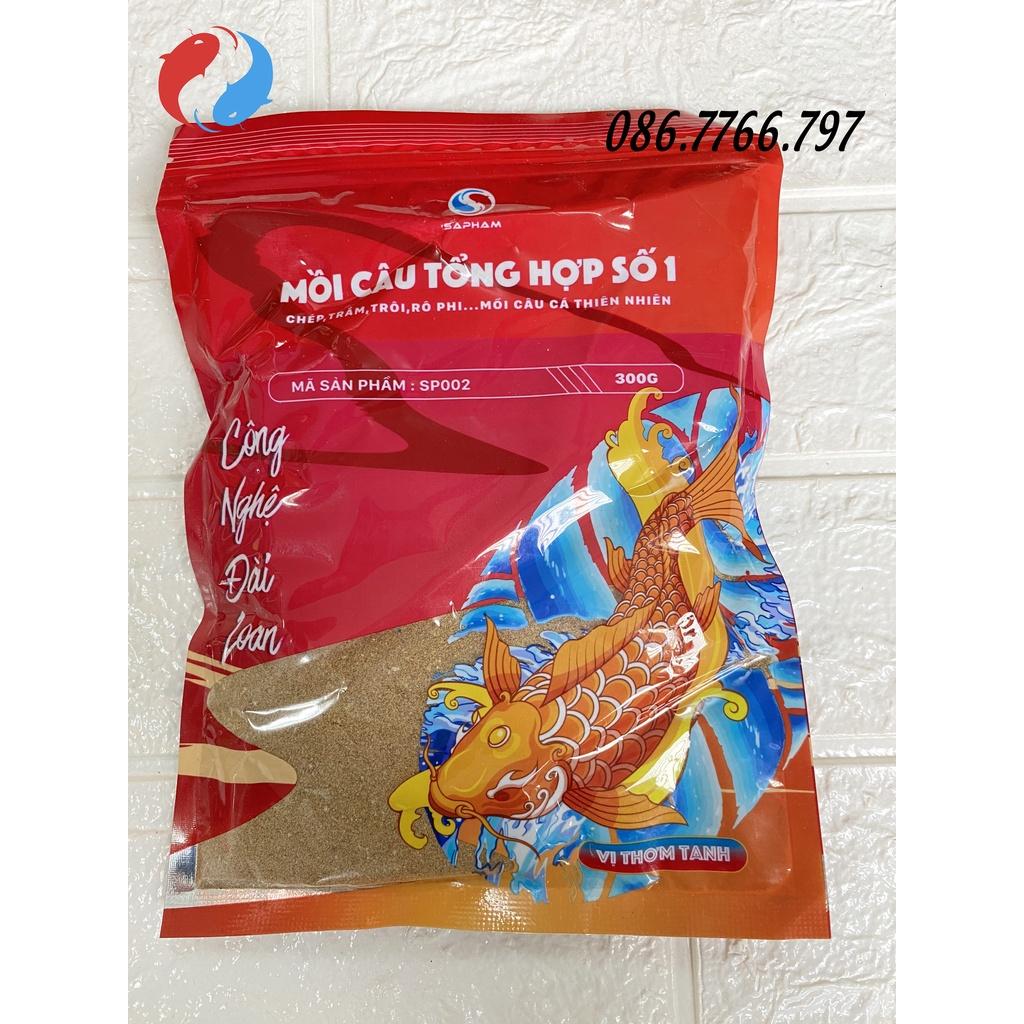 086.7766.797
SAPHAM
MỒI CÂU TỔNG HỢP SỐ 1
CHÉP,TRẮM,TRÔI,RÔ PHI...MỒI CÂU CÁ THIÊN NHIÊN
MÃ SẢN PHẨM : SP002
300G
Công
Nghệ
Đài
Loan
VỊ THƠM TANH